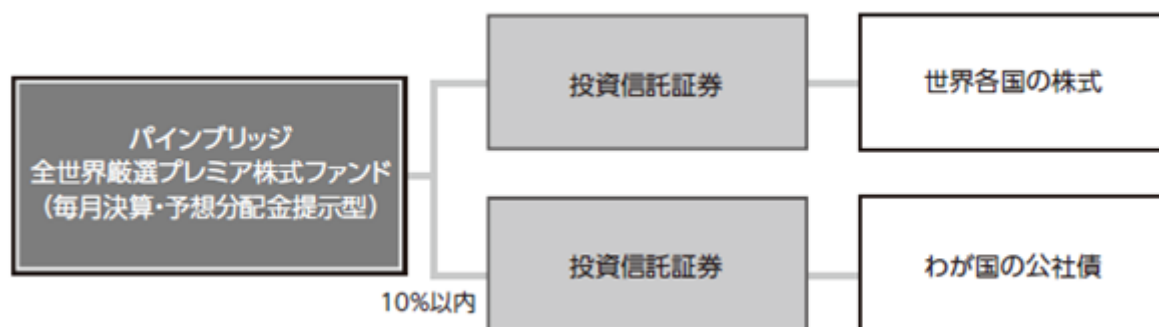 パインブリッジ
全世界厳選プレミア株式ファンド
（毎月決算・予想分配金提示型）
投資信託証券
世界各国の株式
10%以内
投資信託証券
わが国の公社債